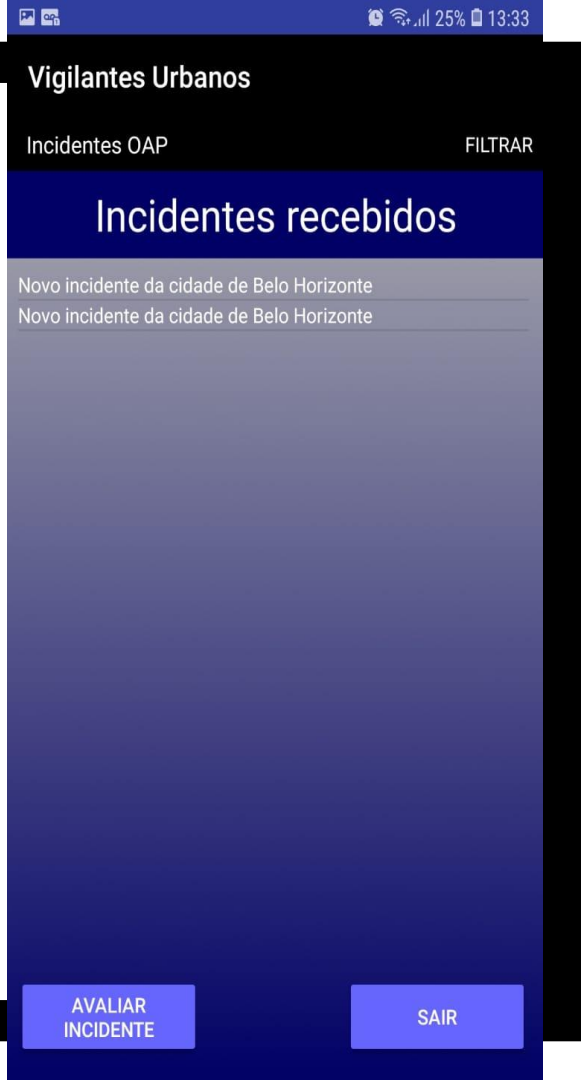 25% 13:33
Vigilantes Urbanos
Incidentes OAP FILTRAR
Incidentes recebidos
Novo incidente da cidade de Belo Horizonte
Novo incidente da cidade de Belo Horizonte
AVALIAR
INCIDENTE
SAIR